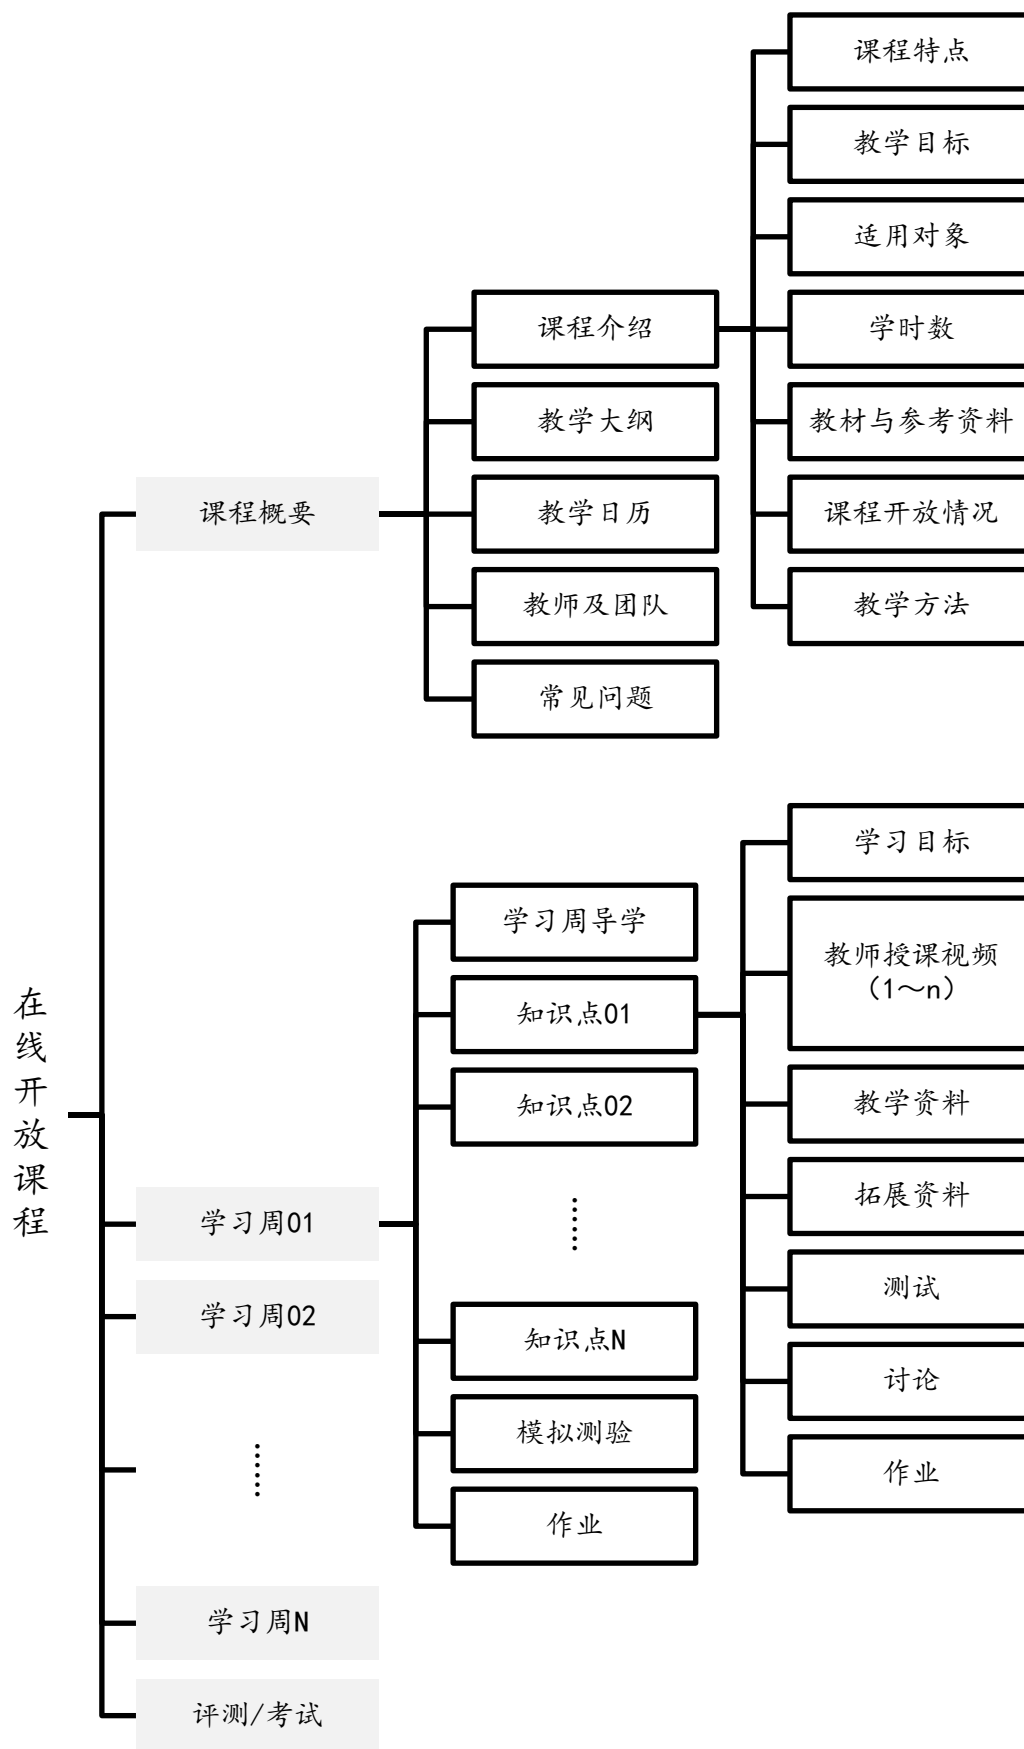 在线开放课程
课程概要
课程介绍
课程特点
教学目标
适用对象
学时数
教材与参考资料
课程开放情况
教学方法
教学大纲
教学日历
教师及团队
常见问题
学习周01
学习周导学
知识点01
学习目标
教师授课视频
（1～n）
教学资料
拓展资料
测试
讨论
作业
知识点02
……
知识点N
模拟测验
作业
学习周02
……
学习周N
评测/考试